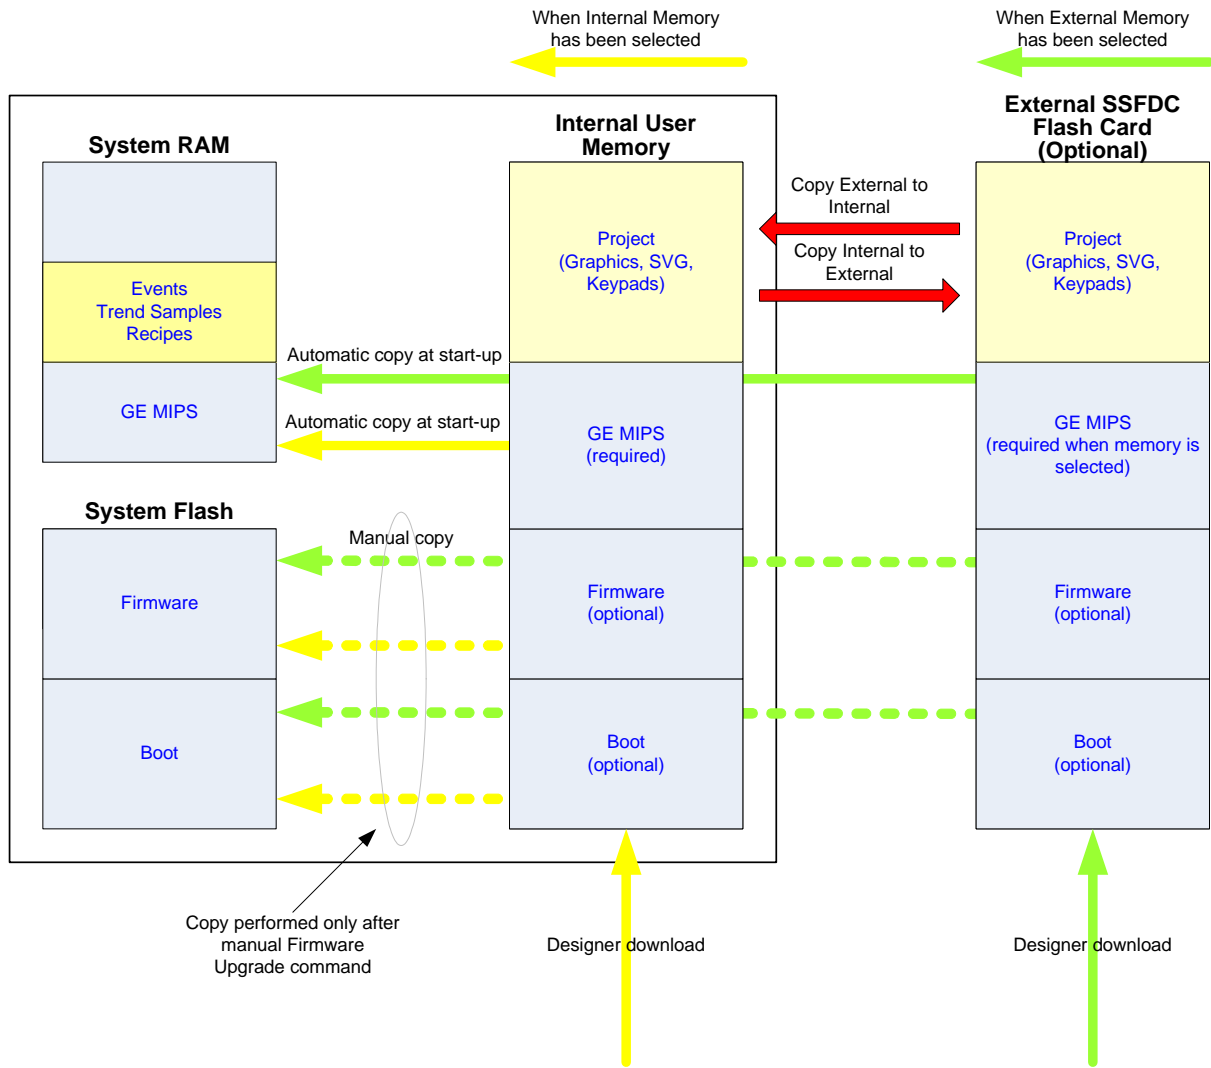 When Internal Memory
has been selected
When External Memory
has been selected
System RAM
Internal User
Memory
External SSFDC
Flash Card
(Optional)
Events
Trend Samples
Recipes
GE MIPS
Automatic copy at start-up
Automatic copy at start-up
Project
(Graphics, SVG,
Keypads)
Copy External to
Internal
Copy Internal to
External
Project
(Graphics, SVG,
Keypads)
GE MIPS
(required)
GE MIPS
(required when memory is
selected)
System Flash
Manual copy
Firmware
Firmware
(optional)
Firmware
(optional)
Boot
Boot
(optional)
Boot
(optional)
Copy performed only after
manual Firmware
Upgrade command
Designer download
Designer download